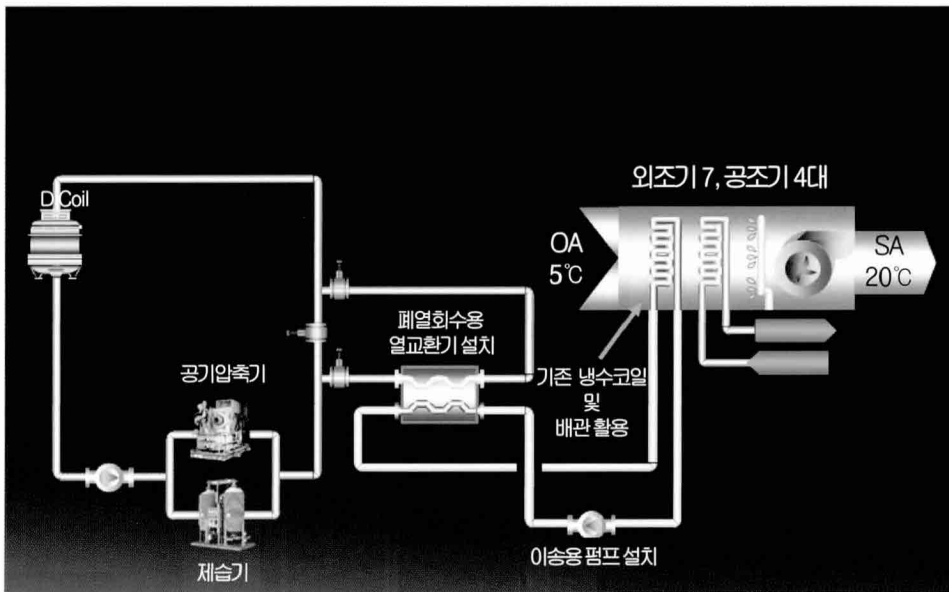 외조기 7, 공조기 4대
D Coil
OA
5℃
SA
20℃
폐열회수용
열교환기 설치
기존 냉수코일
및
배관 활용
공기압축기
제습기
이송용 펌프 설치